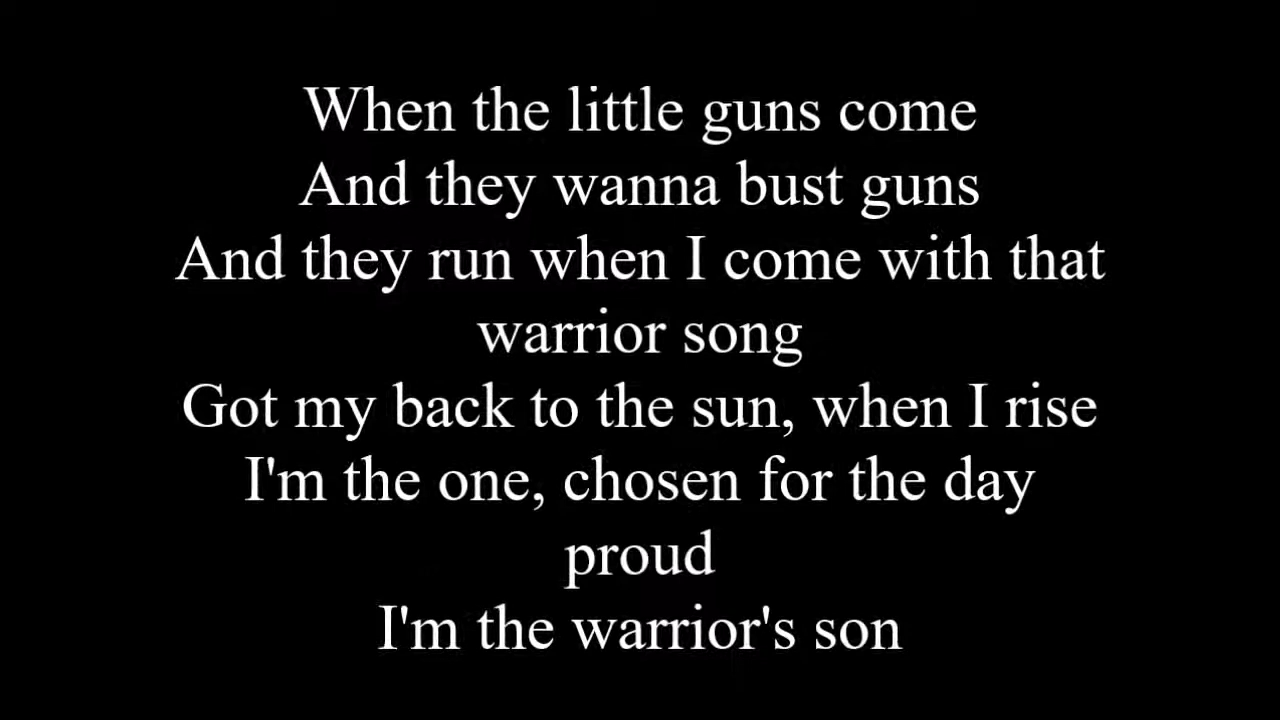 When the little guns come
And they wanna bust guns
And they run when I come with that
warrior song
Got my back to the sun, when I rise
I'm the one, chosen for the day
proud
I'm the warrior's son